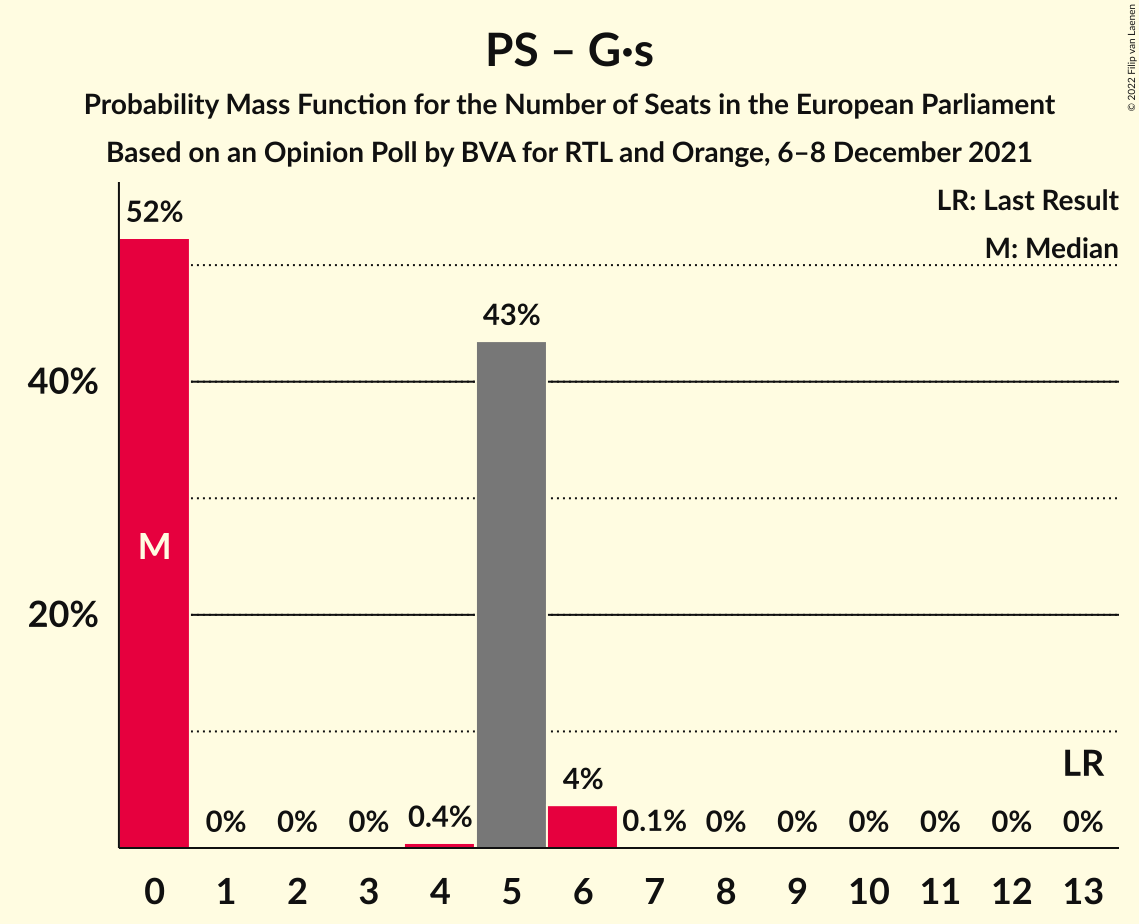 PS – G·s
Probability Mass Function for the Number of Seats in the European Parliament
Based on an Opinion Poll by BVA for RTL and Orange, 6–8 December 2021
© 2022 Filip van Laenen
LR: Last Result
M: Median
52%
43%
40%
M
20%
LR
4%
0% 0% 0% 0.4% 0.1% 0% 0% 0% 0% 0% 0%
0 1 2 3 4 5 6 7 8 9 10 11 12 13